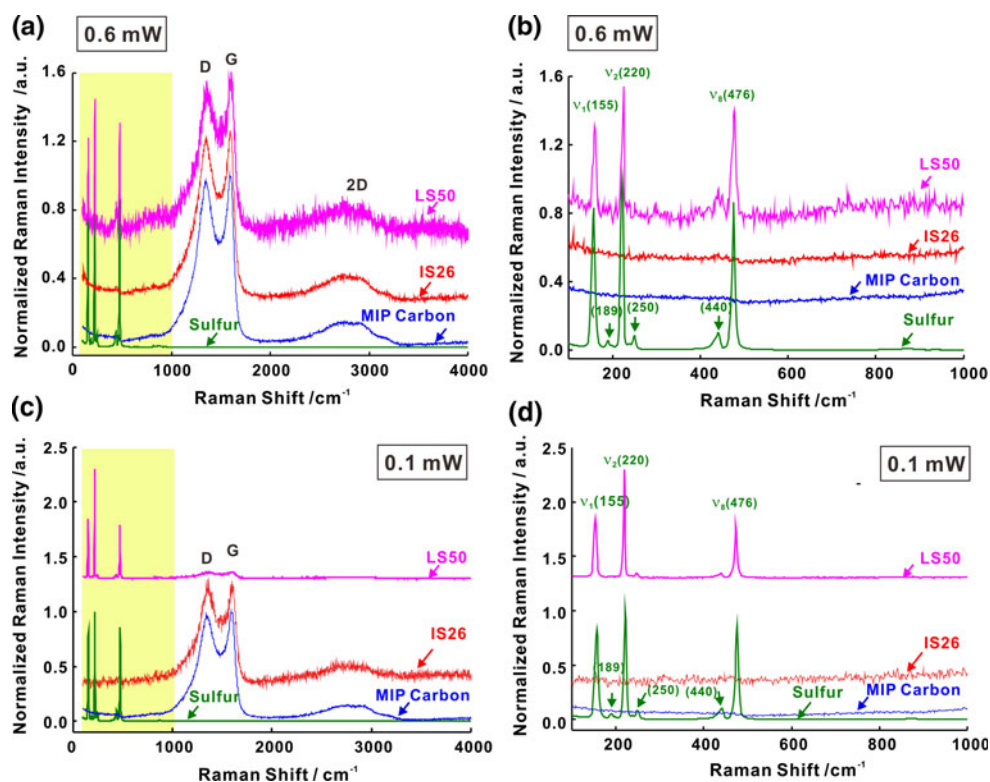 (a) 0.6 mW
Normalized Raman Intensity /a.u.
1.6
1.2
0.8
0.4
0.0
D G
2D
LS50
IS26
MIP Carbon
Sulfur
0 1000 2000 3000 4000
Raman Shift /cm⁻¹
(b) 0.6 mW
Normalized Raman Intensity / a.u.
1.6
1.2
0.8
0.4
0.0
ν₁(155)
ν₂(220)
ν₈(476)
LS50
IS26
MIP Carbon
Sulfur
(189) (250) (440)
200 400 600 800 1000
Raman Shift /cm⁻¹
(c) 0.1 mW
Normalized Raman Intensity / a.u.
2.5
2.0
1.5
1.0
0.5
0.0
LS50
D G
IS26
Sulfur
MIP Carbon
0 1000 2000 3000 4000
Raman Shift /cm⁻¹
(d) 0.1 mW
Normalized Raman Intensity / a.u.
2.5
2.0
1.5
1.0
0.5
0.0
ν₂(220)
ν₁(155)
ν₈(476)
LS50
IS26
(189) (250) (440)
Sulfur
MIP Carbon
200 400 600 800 1000
Raman Shift /cm⁻¹